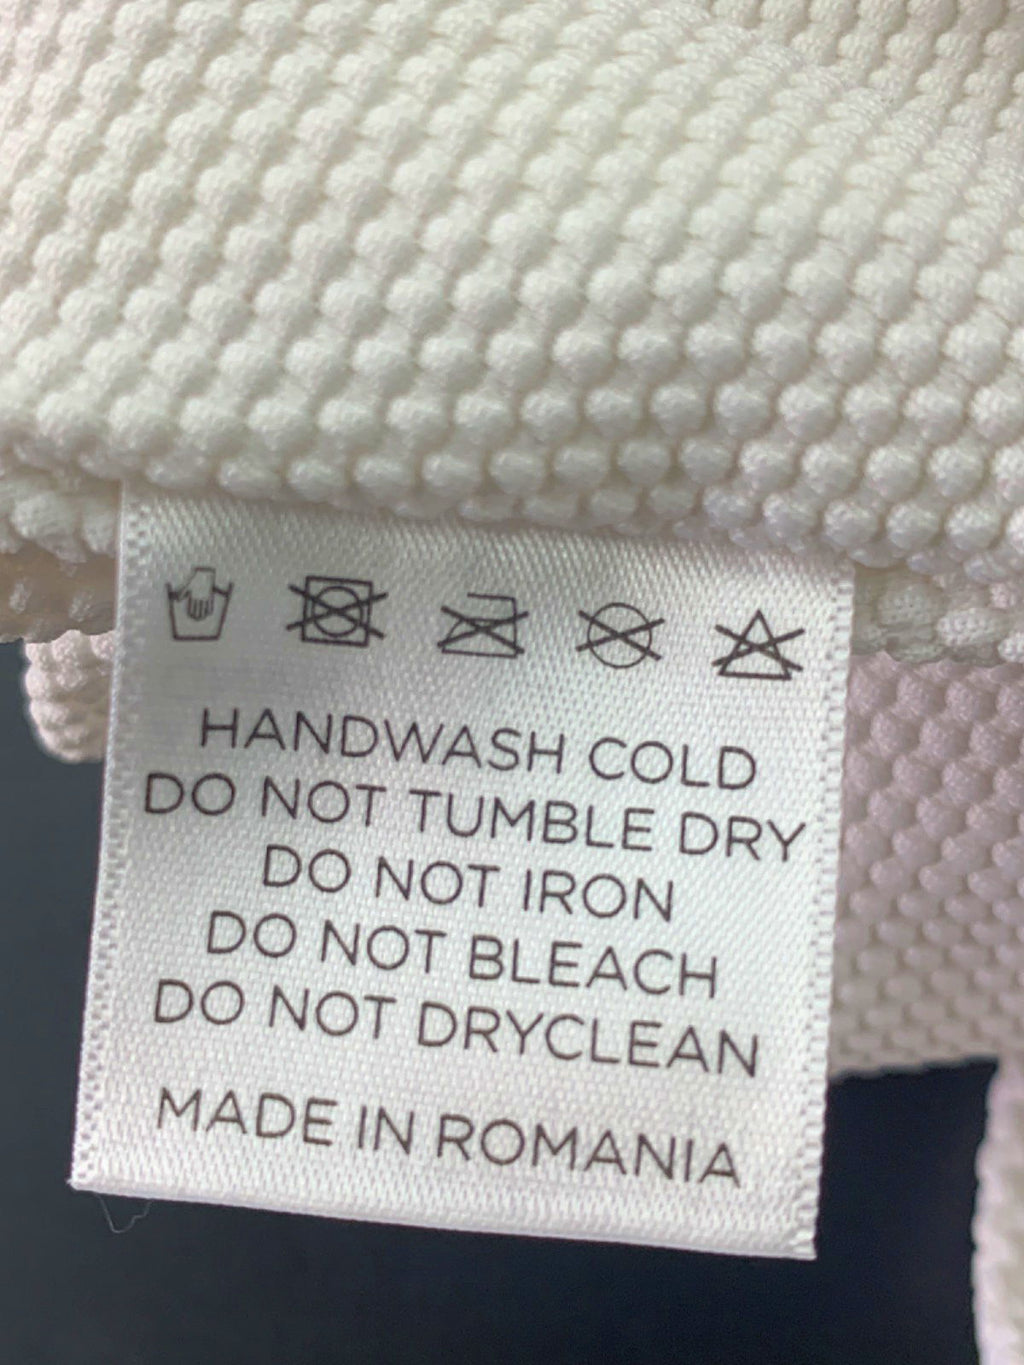 HANDWASH COLD
DO NOT TUMBLE DRY
DO NOT IRON
DO NOT BLEACH
DO NOT DRYCLEAN
MADE IN ROMANIA